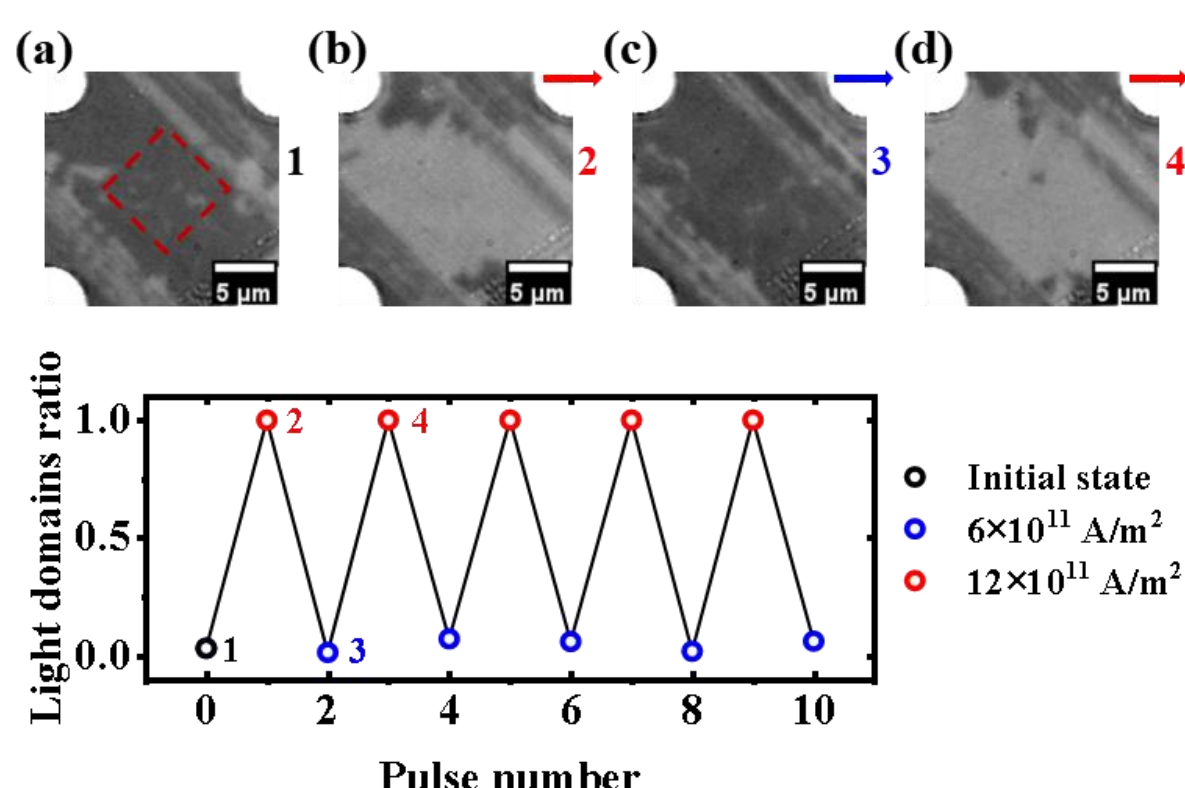 (a) (b) (c) (d)
1 2 3 4
5 µm 5 µm 5 µm 5 µm
Light domains ratio
1.0
0.5
0.0
2 4
1 3
0 2 4 6 8 10
Pulse number
Initial state
6×10¹¹ A/m²
12×10¹¹ A/m²